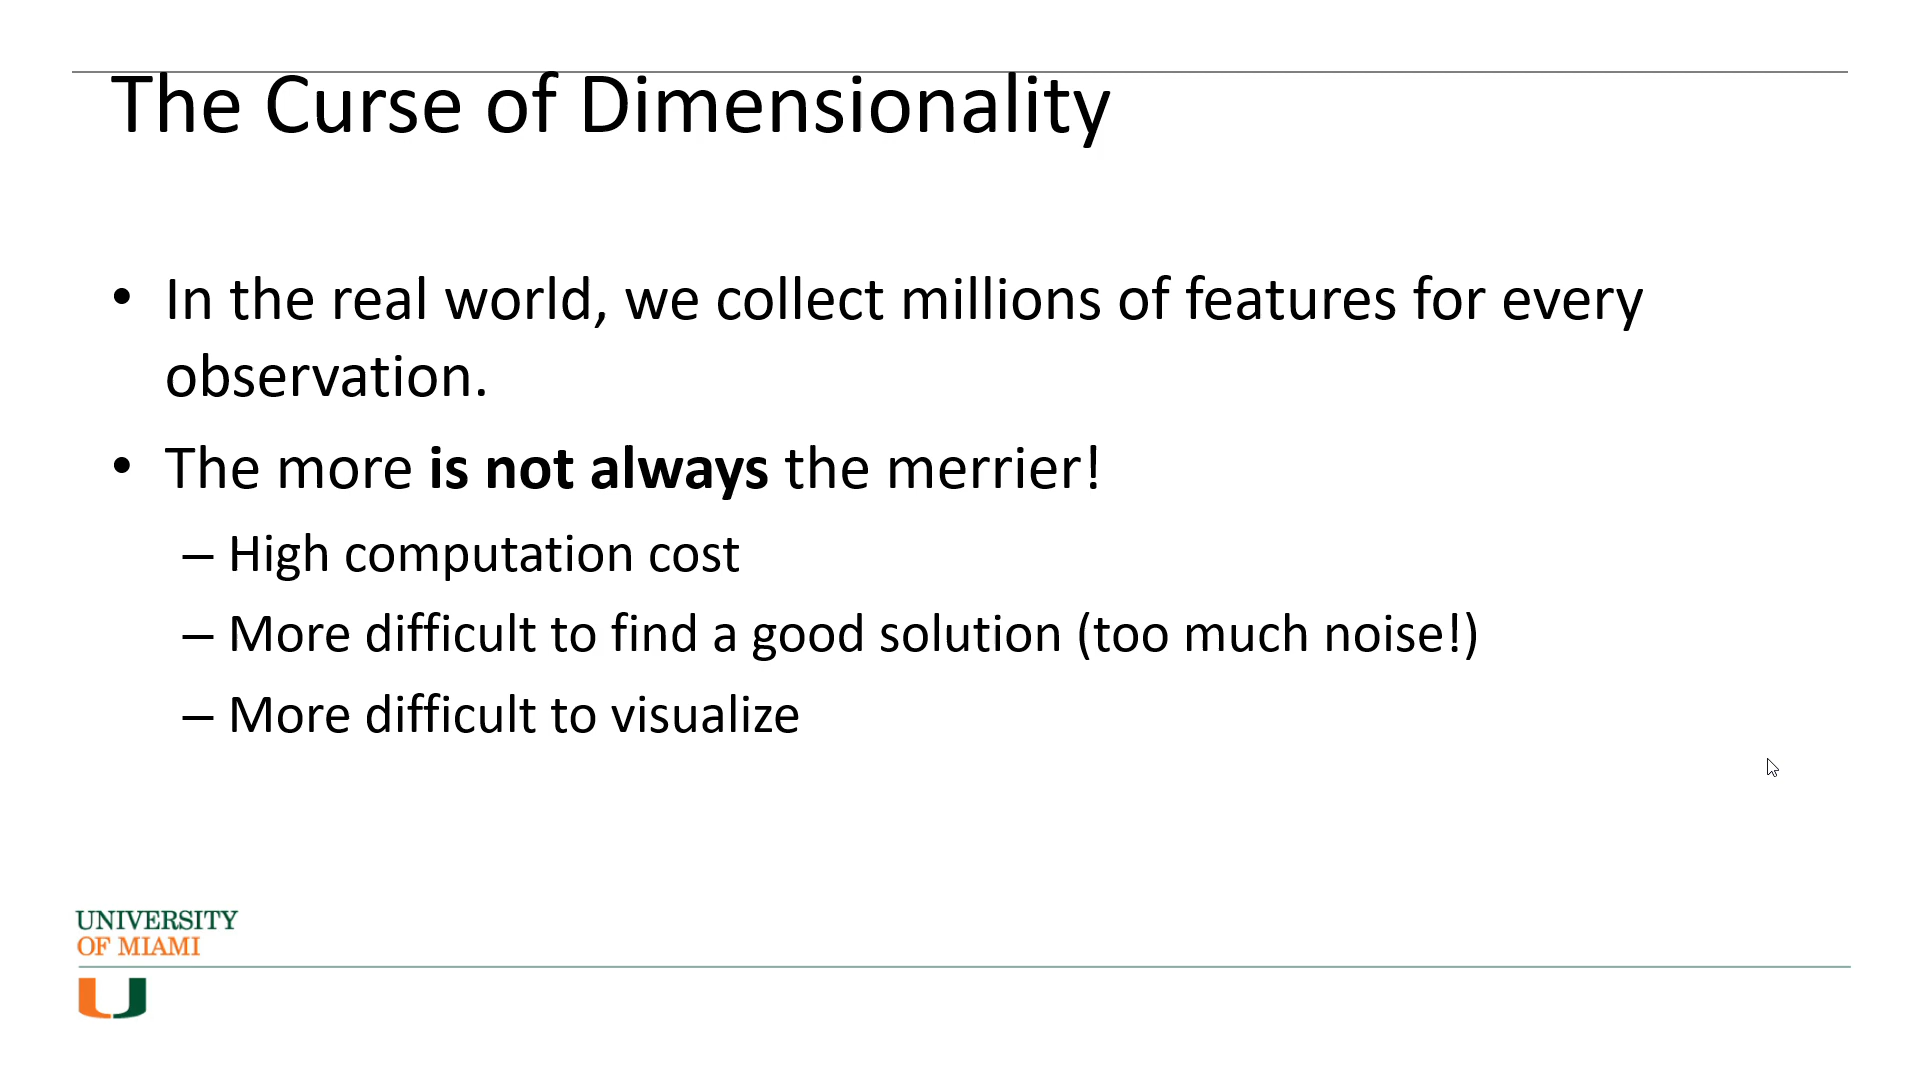 The Curse of Dimensionality
• In the real world, we collect millions of features for every
observation.
• The more is not always the merrier!
– High computation cost
– More difficult to find a good solution (too much noise!)
– More difficult to visualize
UNIVERSITY
OF MIAMI
U